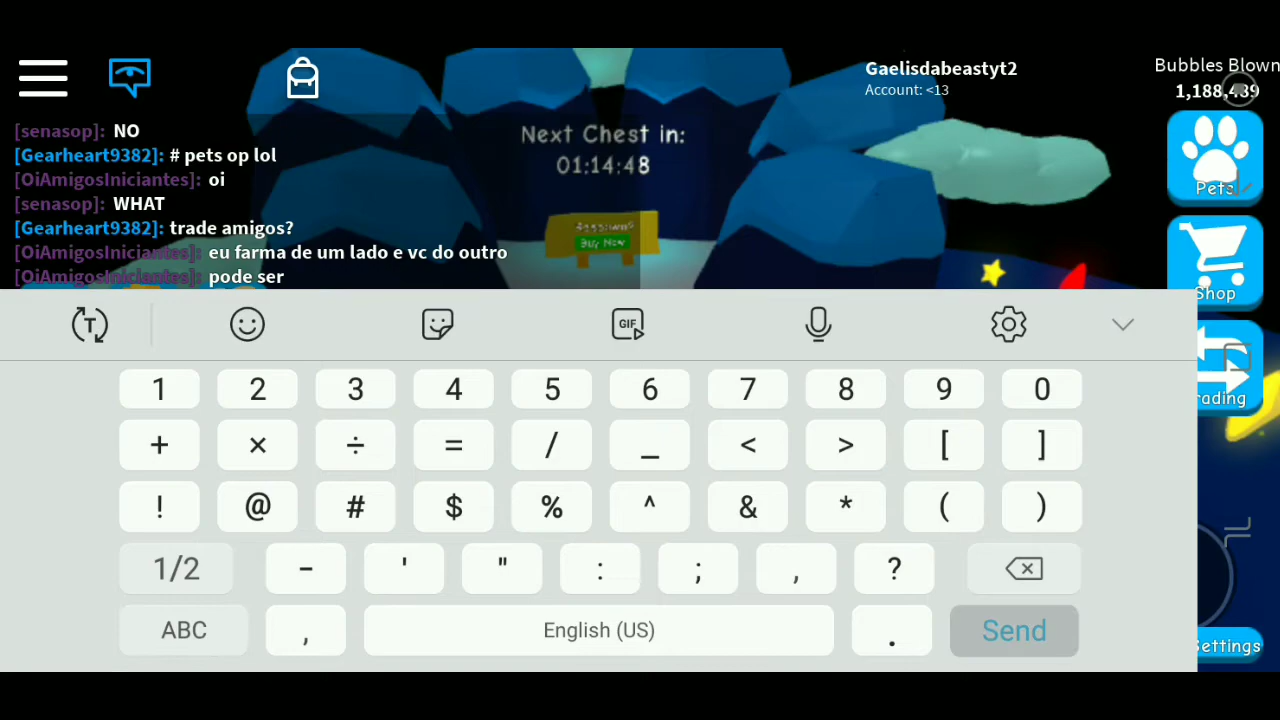 Gaelisdabeastyt2
Account: <13
Bubbles Blown
1,188,489
[senasop]: NO
[Gearheart9382]: # pets op lol
[OiAmigosIniciantes]: oi
[senasop]: WHAT
[Gearheart9382]: trade amigos?
[OiAmigosIniciantes]: eu farma de um lado e vc do outro
[OiAmigosIniciantes]: pode ser
Next Chest in:
01:14:48
Buy Now
Pets
Shop
rading
GIF
1 2 3 4 5 6 7 8 9 0
+ × ÷ = / _ < > [ ]
! @ # $ % ^ & * ( )
1/2 - ' " : ; , ?
ABC , English (US) . Send
Settings